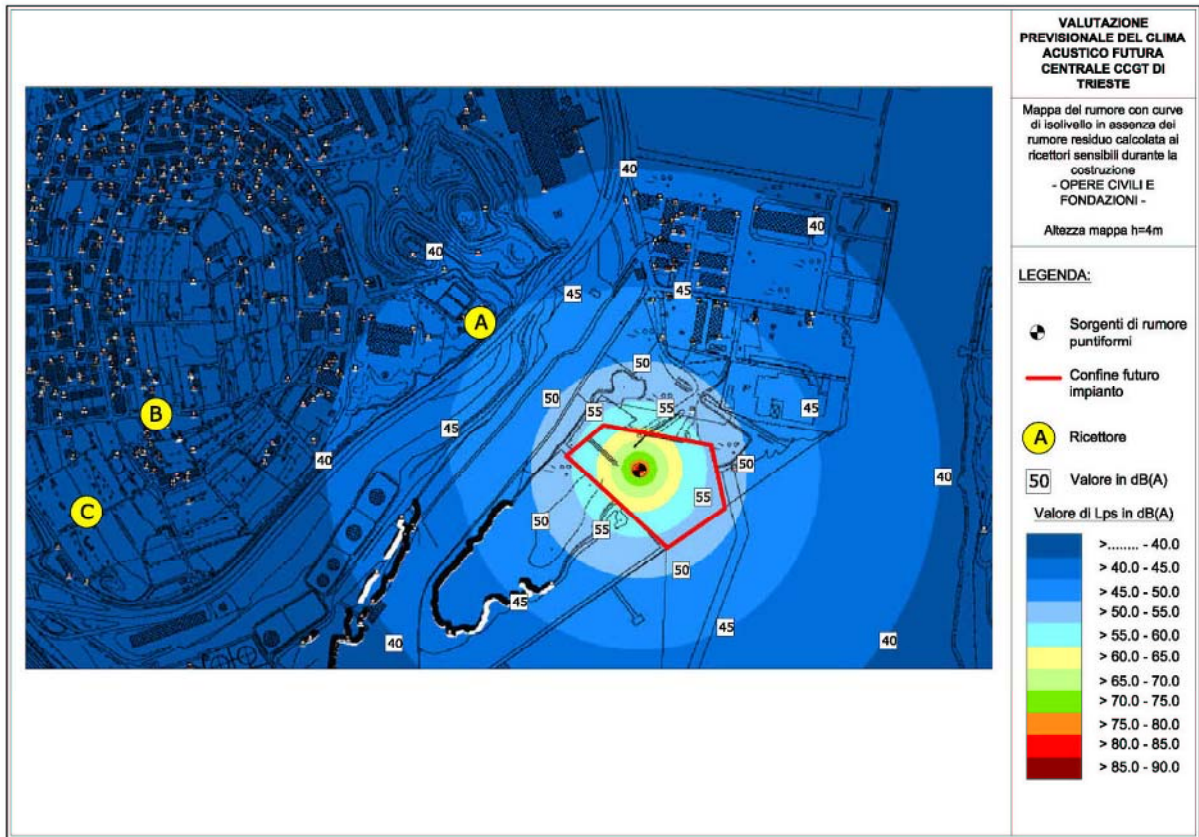 VALUTAZIONE
PREVISIONALE DEL CLIMA
ACUSTICO FUTURA
CENTRALE CCGT DI
TRIESTE
Mappa del rumore con curve
di isolivello in assenza dei
rumore residuo calcolata ai
ricettori sensibili durante la
costruzione
- OPERE CIVILI E
FONDAZIONI -
Altezza mappa h=4m
LEGENDA:
Sorgenti di rumore
puntiformi
Confine futuro
impianto
A Ricettore
50 Valore in dB(A)
Valore di Lps in dB(A)
>........ - 40.0
> 40.0 - 45.0
> 45.0 - 50.0
> 50.0 - 55.0
> 55.0 - 60.0
> 60.0 - 65.0
> 65.0 - 70.0
> 70.0 - 75.0
> 75.0 - 80.0
> 80.0 - 85.0
> 85.0 - 90.0
40
40
40
45
45
A
50
50
55
55
45
B
45
40
50
40
55
C
50
55
50
45
45
40
40